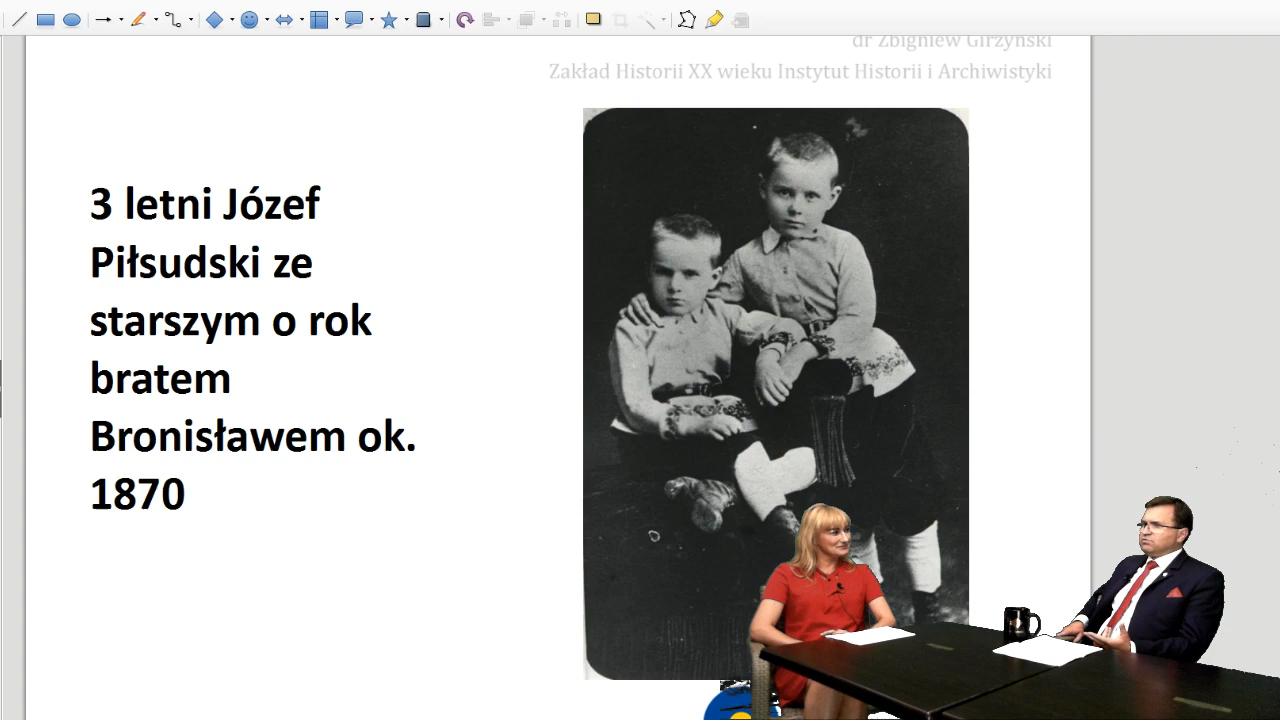 dr Zbigniew Girzyński
Zakład Historii XX wieku Instytut Historii i Archiwistyki
3 letni Józef
Piłsudski ze
starszym o rok
bratem
Bronisławem ok.
1870